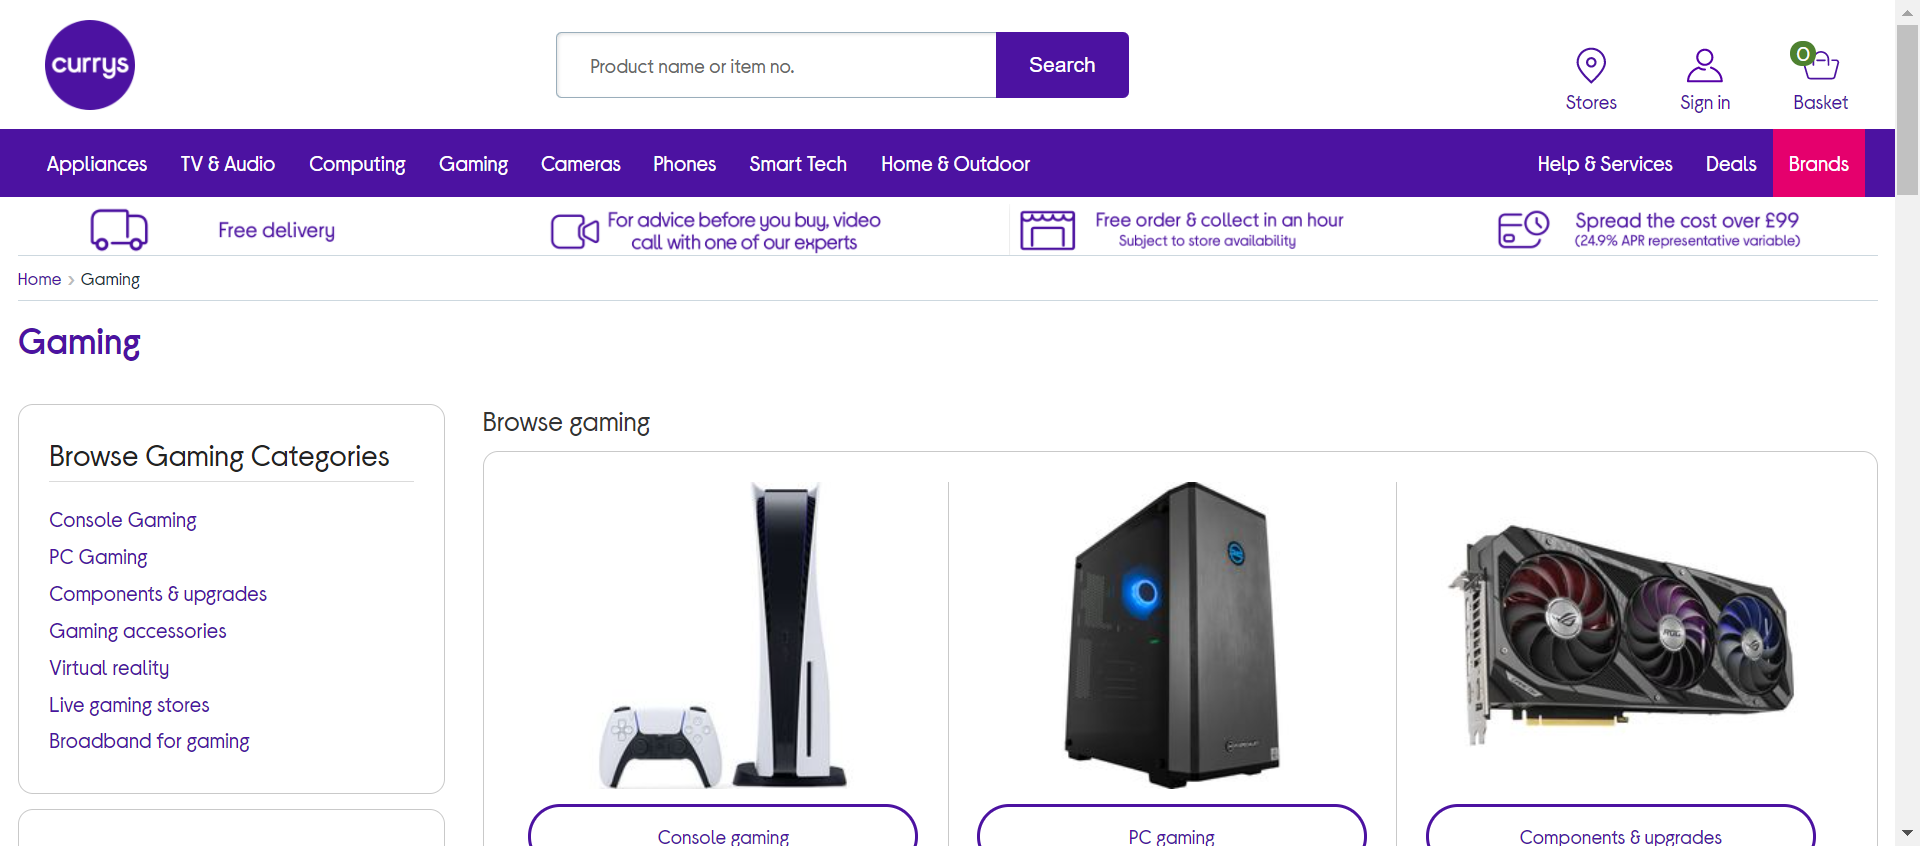 currys
Product name or item no.
Search
Stores
Sign in
0
Basket
Appliances
TV & Audio
Computing
Gaming
Cameras
Phones
Smart Tech
Home & Outdoor
Help & Services
Deals
Brands
Free delivery
For advice before you buy, video
call with one of our experts
Free order & collect in an hour
Subject to store availability
Spread the cost over £99
(24.9% APR representative variable)
Home › Gaming
Gaming
Browse Gaming Categories
Console Gaming
PC Gaming
Components & upgrades
Gaming accessories
Virtual reality
Live gaming stores
Broadband for gaming
Browse gaming
ROG
Console gaming
PC gaming
Components & upgrades